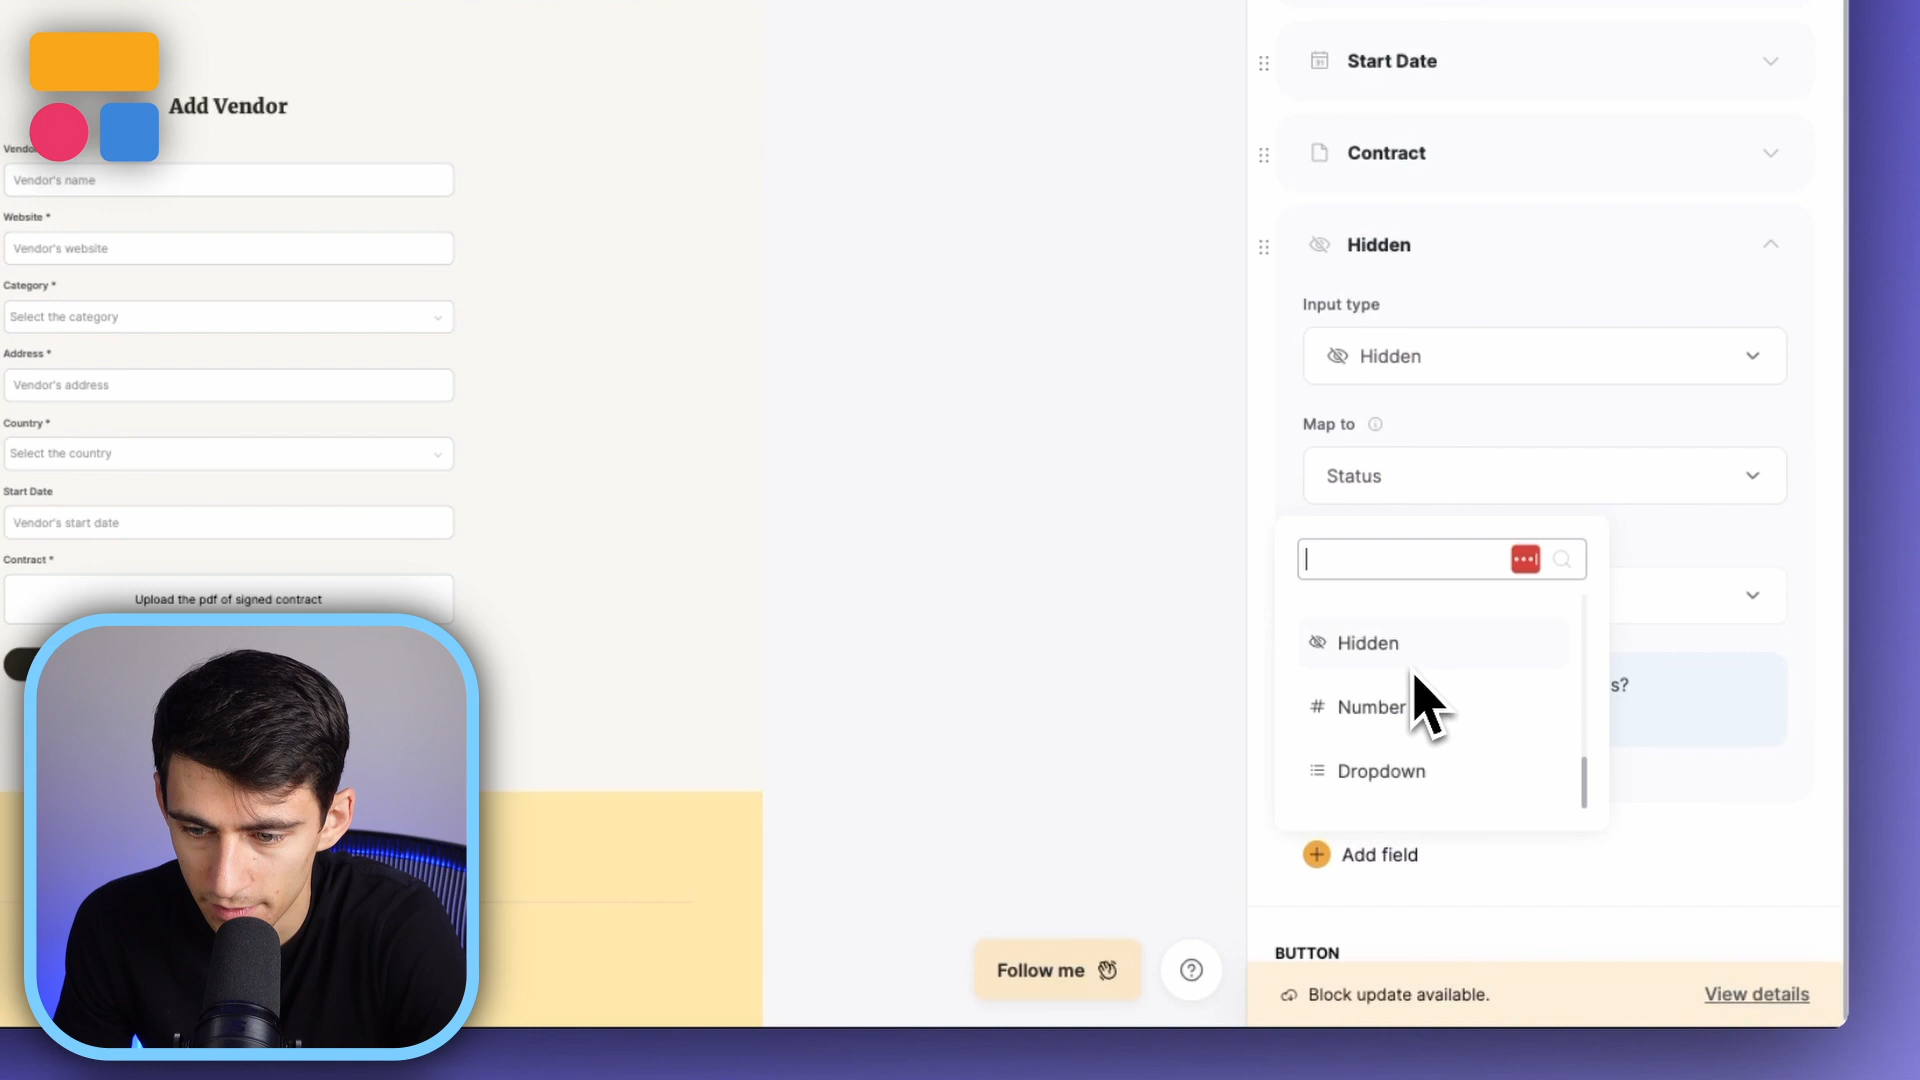 Add Vendor
Vendor's name
Website *
Vendor's website
Category *
Select the category
Address *
Vendor's address
Country *
Select the country
Start Date
Vendor's start date
Contract *
Upload the pdf of signed contract
Start Date
Contract
Hidden
Input type
Hidden
Map to
Status
Hidden
# Number
Dropdown
s?
+ Add field
BUTTON
Follow me
?
Block update available.
View details